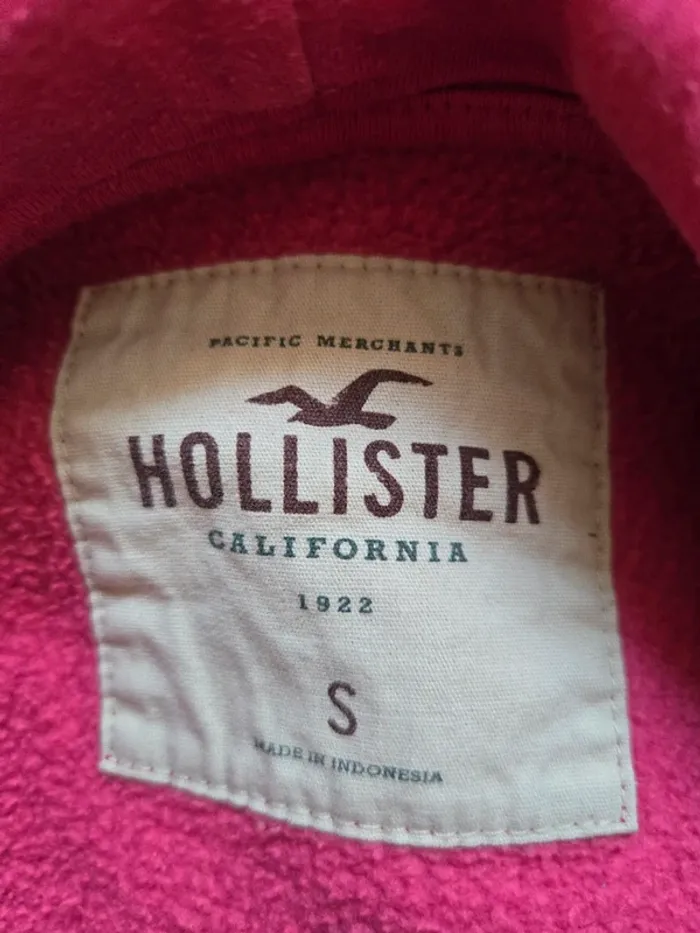 PACIFIC MERCHANTS
HOLLISTER
CALIFORNIA
1922
S
MADE IN INDONESIA